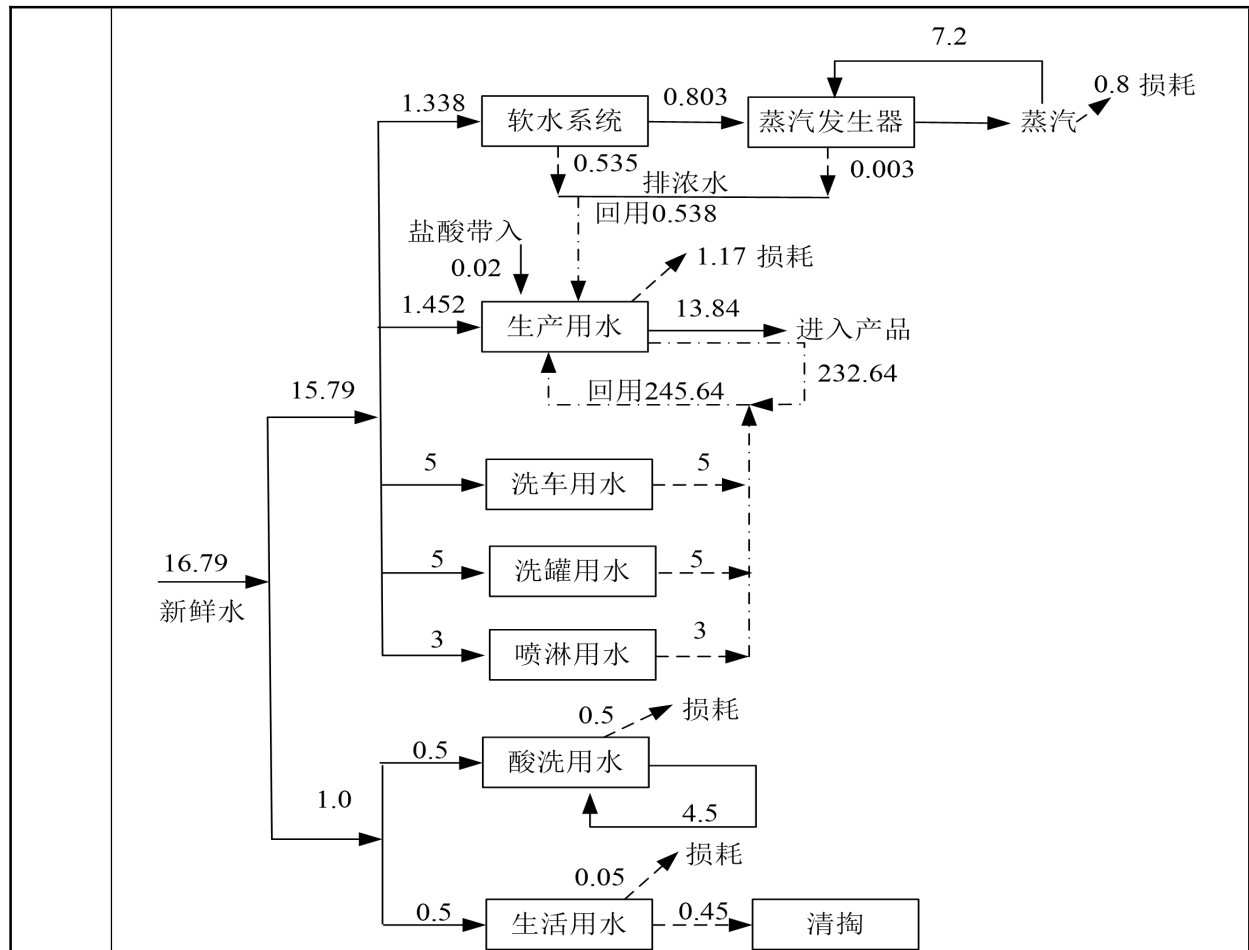 7.2
0.8 损耗
1.338
软水系统
0.803
蒸汽发生器
蒸汽
0.535
0.003
排浓水
回用0.538
盐酸带入
0.02
1.17 损耗
1.452
生产用水
13.84
进入产品
232.64
回用245.64
15.79
5
洗车用水
5
16.79
新鲜水
5
洗罐用水
5
3
喷淋用水
3
0.5
损耗
0.5
酸洗用水
4.5
1.0
0.05
损耗
0.5
生活用水
0.45
清掏